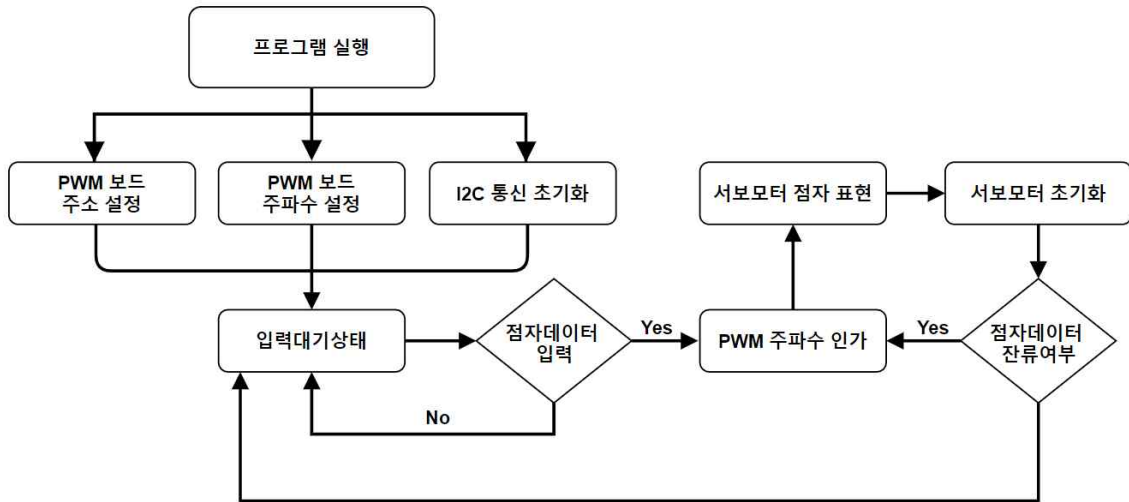 프로그램 실행
PWM 보드
주소 설정
PWM 보드
주파수 설정
I2C 통신 초기화
서보모터 점자 표현
서보모터 초기화
입력대기상태
점자데이터
입력
Yes
PWM 주파수 인가
Yes
점자데이터
잔류여부
No